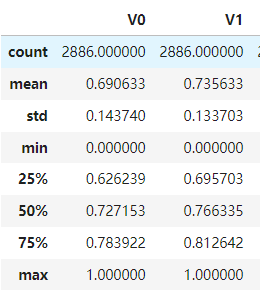 V0 V1
count 2886.000000 2886.000000
mean 0.690633 0.735633
std 0.143740 0.133703
min 0.000000 0.000000
25% 0.626239 0.695703
50% 0.727153 0.766335
75% 0.783922 0.812642
max 1.000000 1.000000